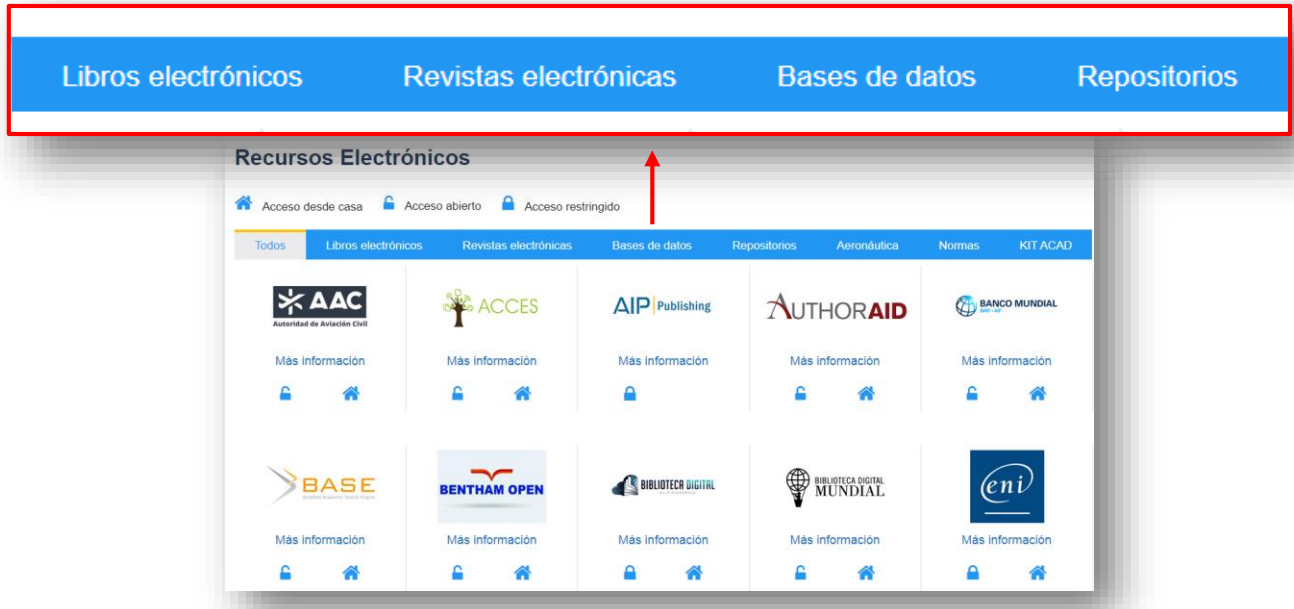 Libros electrónicos Revistas electrónicas Bases de datos Repositorios
Recursos Electrónicos
Acceso desde casa Acceso abierto Acceso restringido
Todos Libros electrónicos Revistas electrónicas Bases de datos Repositorios Aeronáutica Normas KIT ACAD
AAC
Autoridad de Aviación Civil
ACCES
AIP Publishing
AUTHORAID
BANCO MUNDIAL
Más información Más información Más información Más información Más información
BASE
BENTHAM OPEN
BIBLIOTECA DIGITAL
BIBLIOTECA DIGITAL
MUNDIAL
eni
Más información Más información Más información Más información Más información